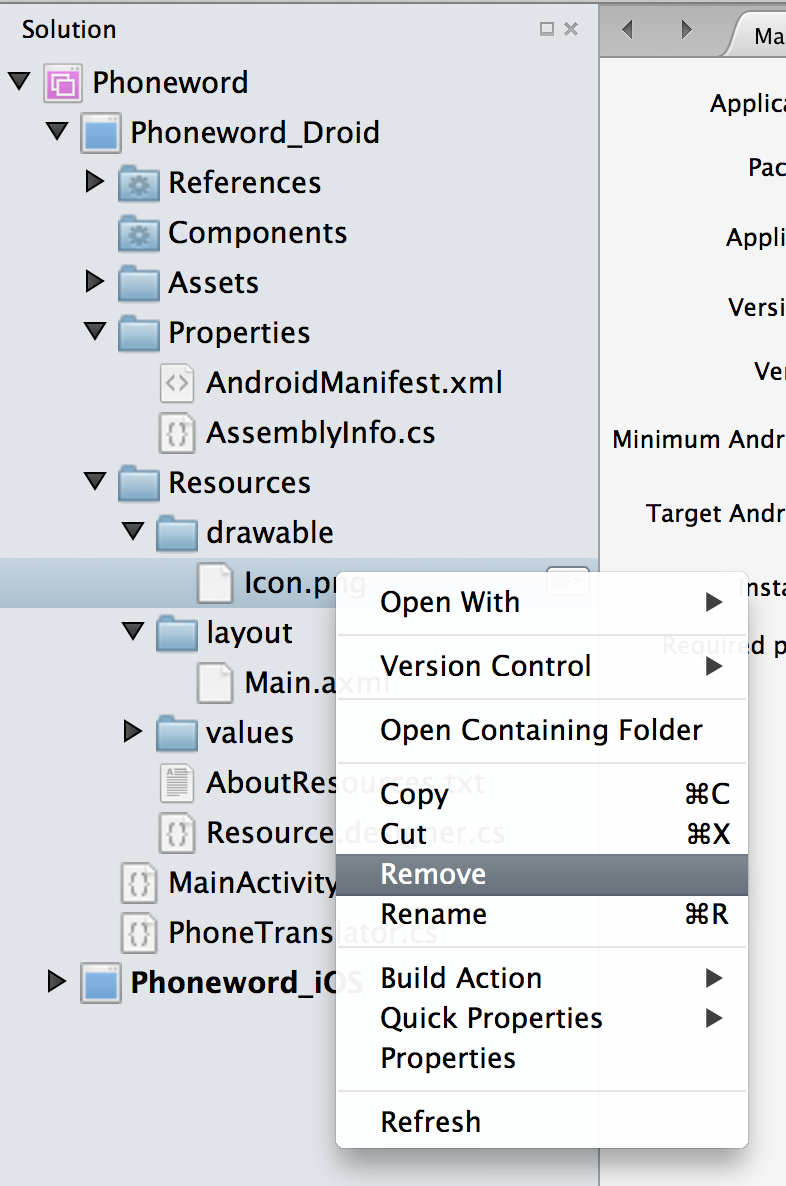 Solution
Phoneword
Phoneword_Droid
References
Components
Assets
Properties
AndroidManifest.xml
AssemblyInfo.cs
Resources
drawable
Icon.png
layout
Main.axml
values
AboutResources.txt
Resource.designer.cs
MainActivity
PhoneTranslator.cs
Phoneword_iOS
Open With
Version Control
Open Containing Folder
Copy ⌘C
Cut ⌘X
Remove
Rename ⌘R
Build Action
Quick Properties
Properties
Refresh
Ma
Applica
Pac
Appli
Versi
Ver
Minimum Andr
Target Andr
Insta
Required p